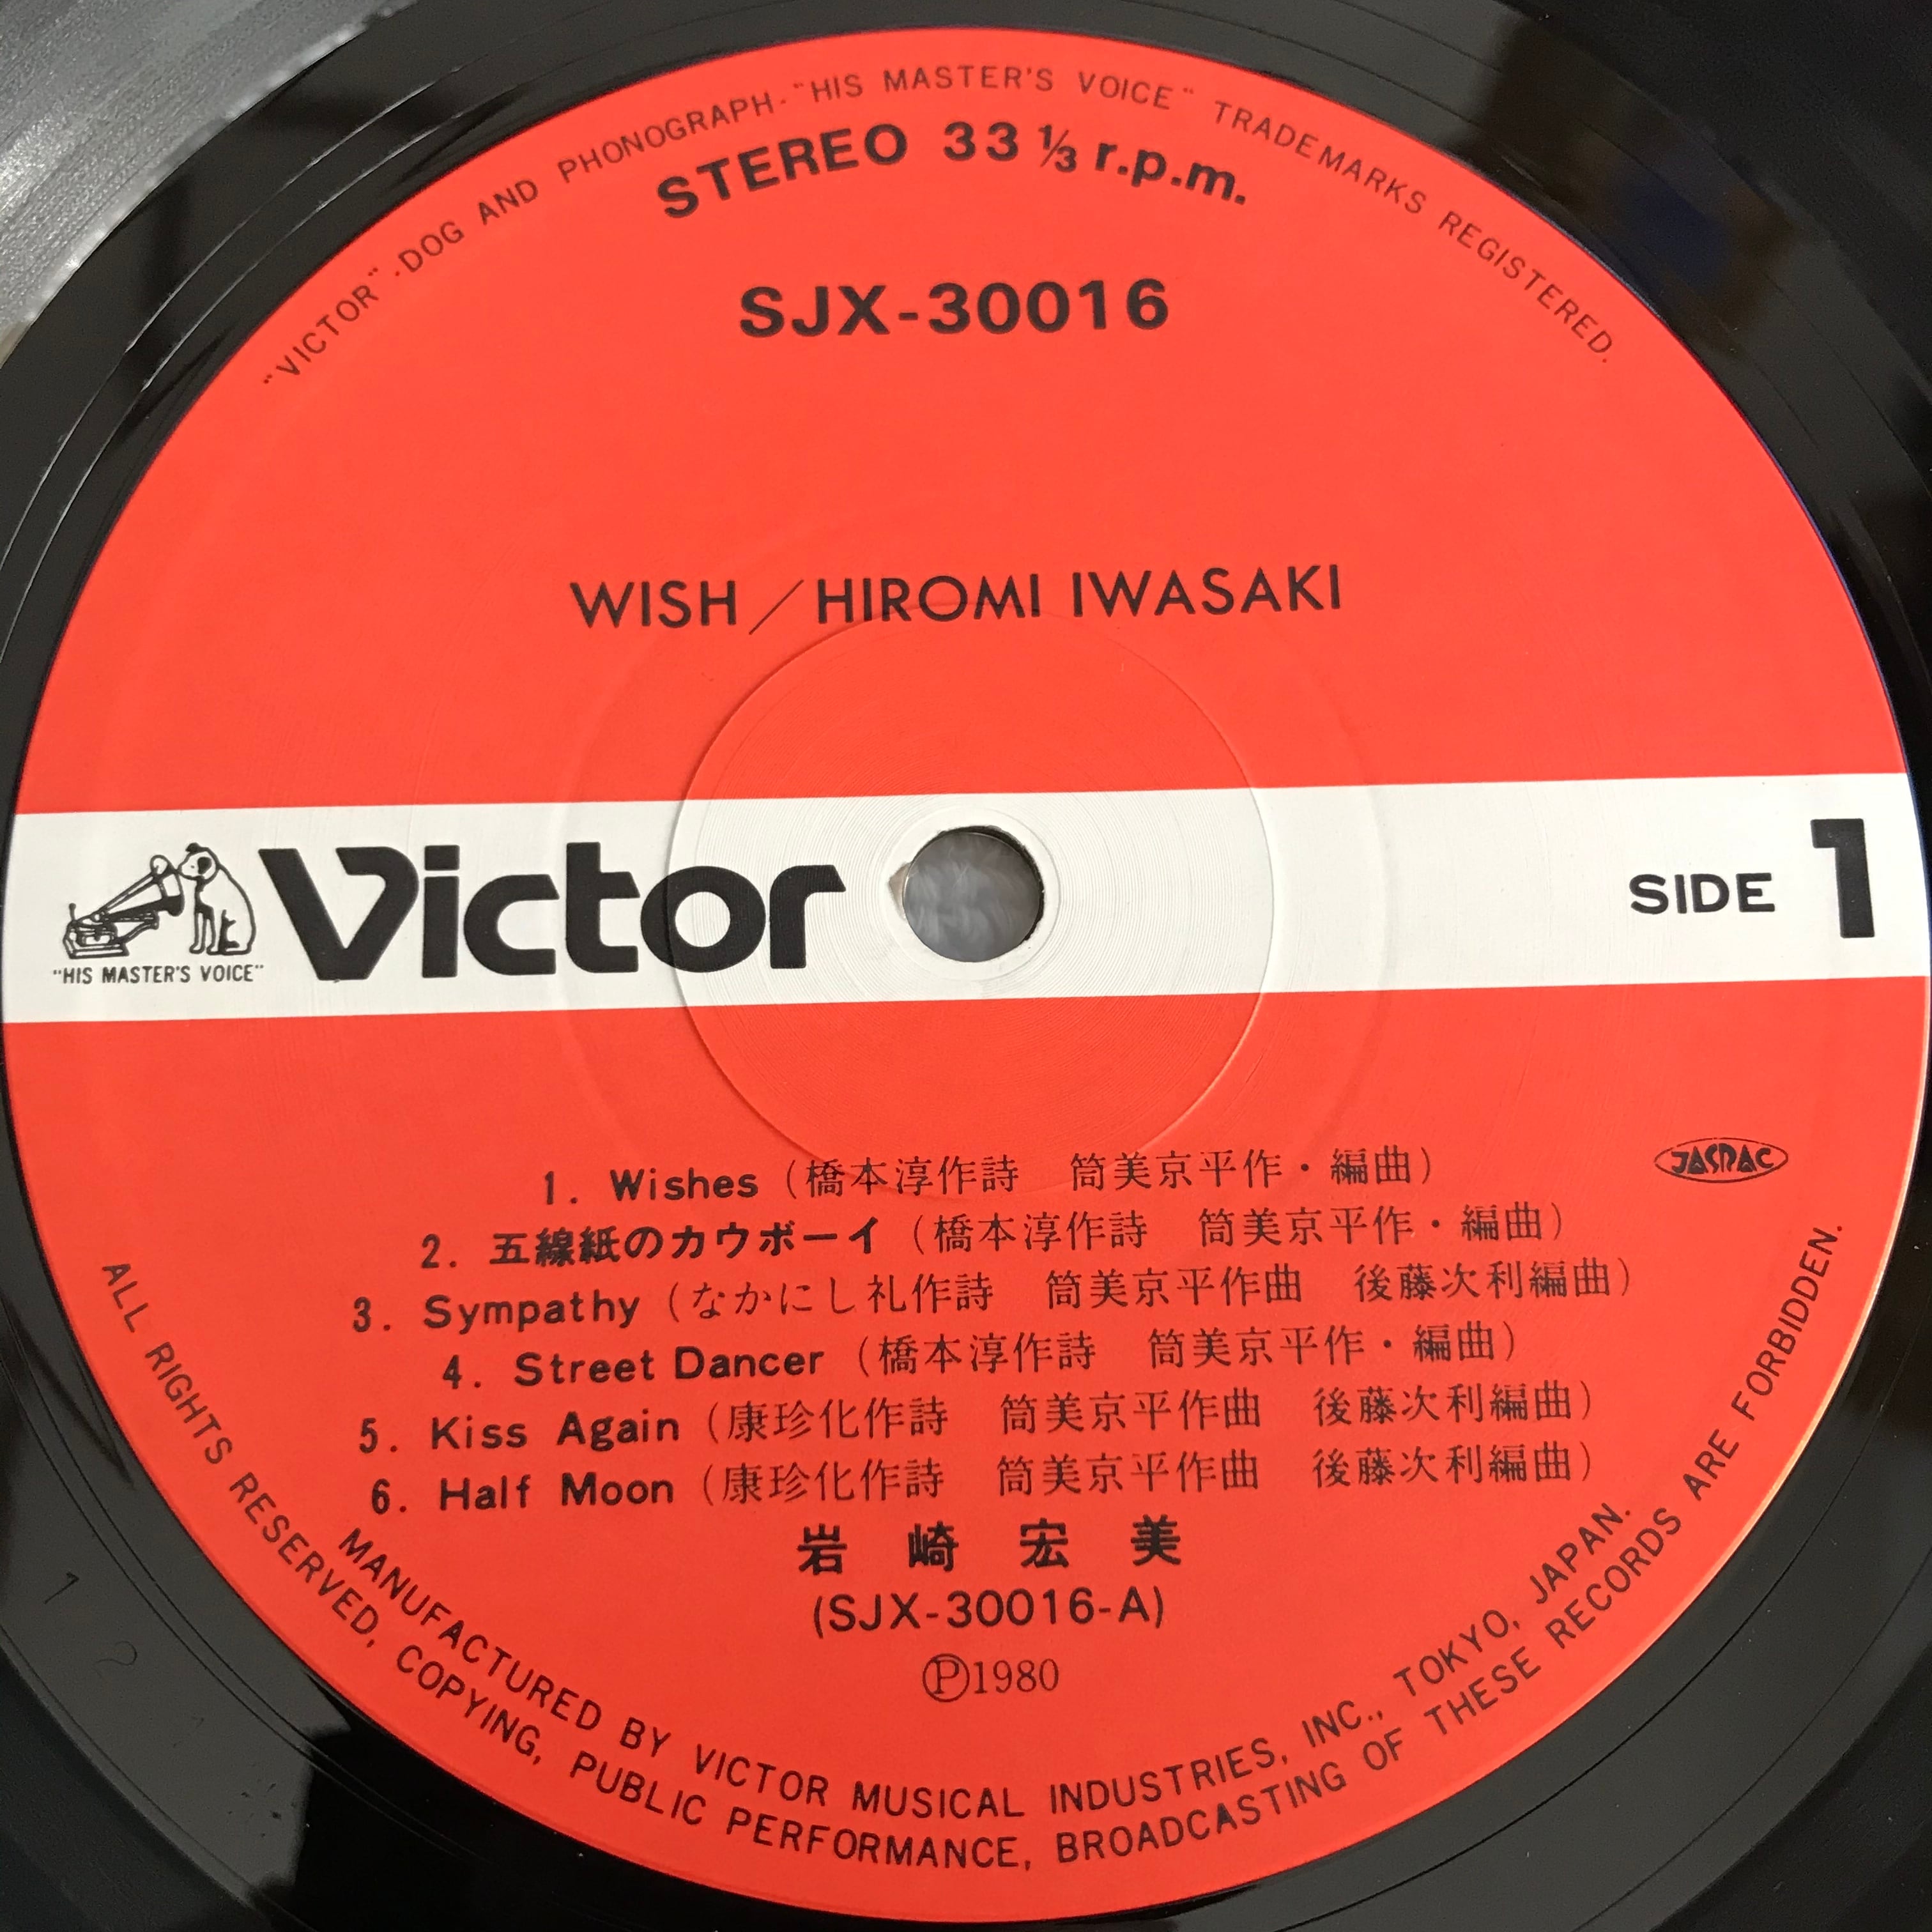 "VICTOR"-DOG AND PHONOGRAPH-"HIS MASTER'S VOICE" TRADEMARKS REGISTERED.
STEREO 33 1/3 r.p.m.
SJX-30016
WISH／HIROMI IWASAKI
"HIS MASTER'S VOICE"
Victor
SIDE 1
JASRAC
1. Wishes (橋本淳作詩 筒美京平作・編曲)
2. 五線紙のカウボーイ (橋本淳作詩 筒美京平作・編曲)
3. Sympathy (なかにし礼作詩 筒美京平作曲 後藤次利編曲)
4. Street Dancer (橋本淳作詩 筒美京平作・編曲)
5. Kiss Again (康珍化作詩 筒美京平作曲 後藤次利編曲)
6. Half Moon (康珍化作詩 筒美京平作曲 後藤次利編曲)
岩崎宏美
(SJX-30016-A)
Ⓟ1980
MANUFACTURED BY VICTOR MUSICAL INDUSTRIES, INC., TOKYO, JAPAN.
ALL RIGHTS RESERVED, COPYING, PUBLIC PERFORMANCE, BROADCASTING OF THESE RECORDS ARE FORBIDDEN.